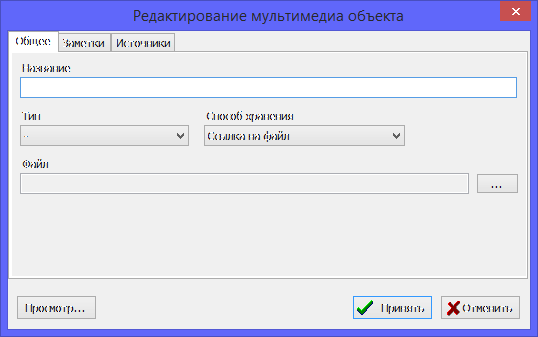 Редактирование мультимедиа объекта
Общее Заметки Источники
Название
Тип Способ хранения
-- Ссылка на файл
Файл
...
Просмотр... Принять Отменить